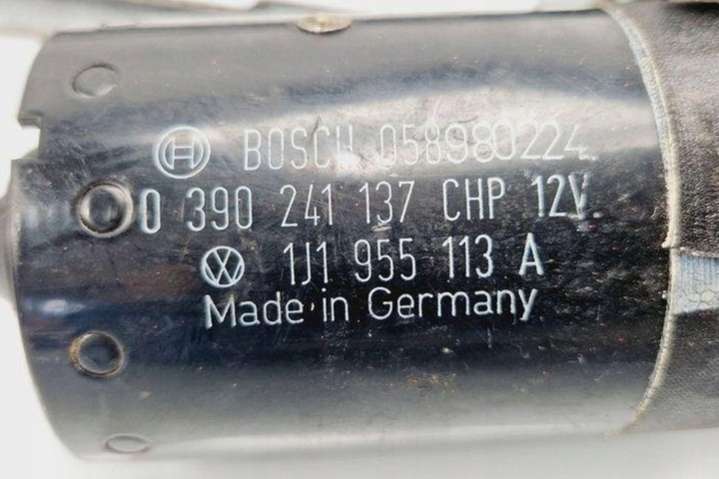 BOSCH 058980224
0 390 241 137 CHP 12V
1J1 955 113 A
Made in Germany